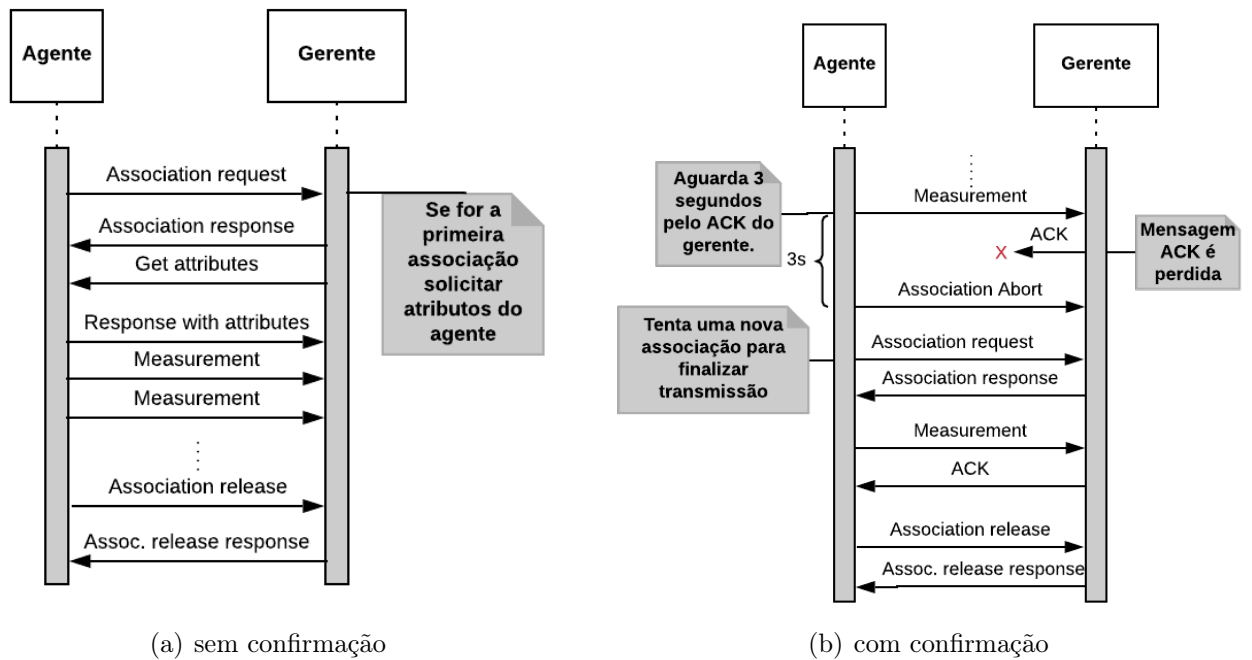 Agente
Gerente
Association request
Association response
Get attributes
Response with attributes
Measurement
Measurement
Association release
Assoc. release response
Se for a
primeira
associação
solicitar
atributos do
agente
(a) sem confirmação
Agente
Gerente
Aguarda 3
segundos
pelo ACK do
gerente.
Measurement
ACK
X
3s
Mensagem
ACK é
perdida
Association Abort
Tenta uma nova
associação para
finalizar
transmissão
Association request
Association response
Measurement
ACK
Association release
Assoc. release response
(b) com confirmação